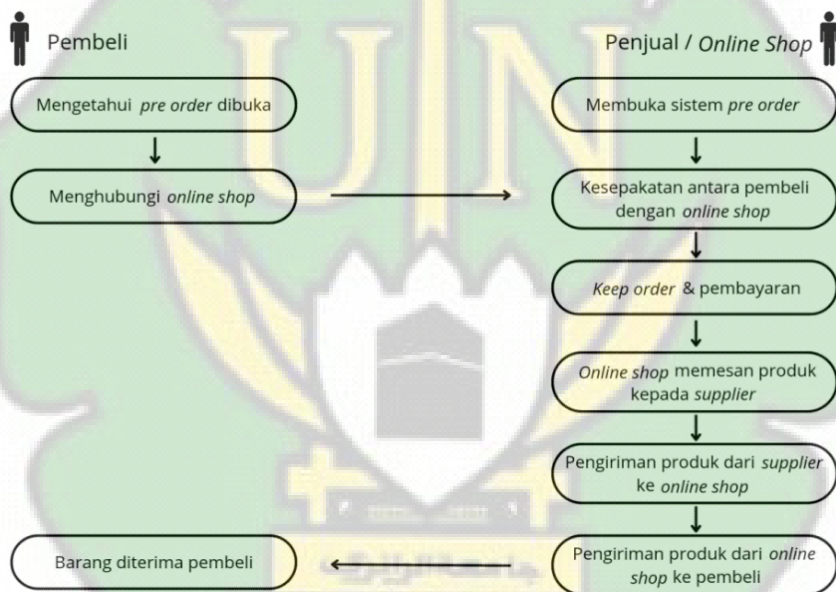 Pembeli
Penjual / Online Shop
Mengetahui pre order dibuka
Membuka sistem pre order
Menghubungi online shop
Kesepakatan antara pembeli
dengan online shop
Keep order & pembayaran
Online shop memesan produk
kepada supplier
Pengiriman produk dari supplier
ke online shop
Barang diterima pembeli
Pengiriman produk dari online
shop ke pembeli
UIN